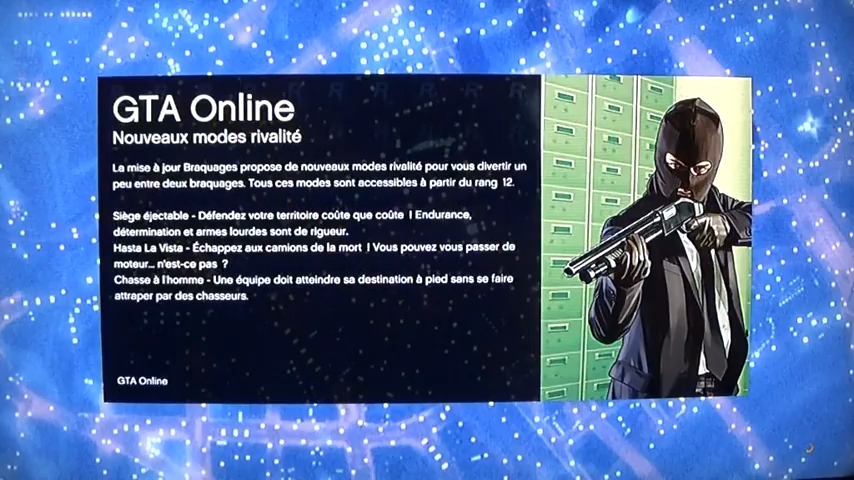 GTA Online
Nouveaux modes rivalité
La mise à jour Braquages propose de nouveaux modes rivalité pour vous divertir un
peu entre deux braquages. Tous ces modes sont accessibles à partir du rang 12.
Siège éjectable - Défendez votre territoire coûte que coûte ! Endurance,
détermination et armes lourdes sont de rigueur.
Hasta La Vista - Échappez aux camions de la mort ! Vous pouvez vous passer de
moteur... n'est-ce pas ?
Chasse à l'homme - Une équipe doit atteindre sa destination à pied sans se faire
attraper par des chasseurs.
GTA Online